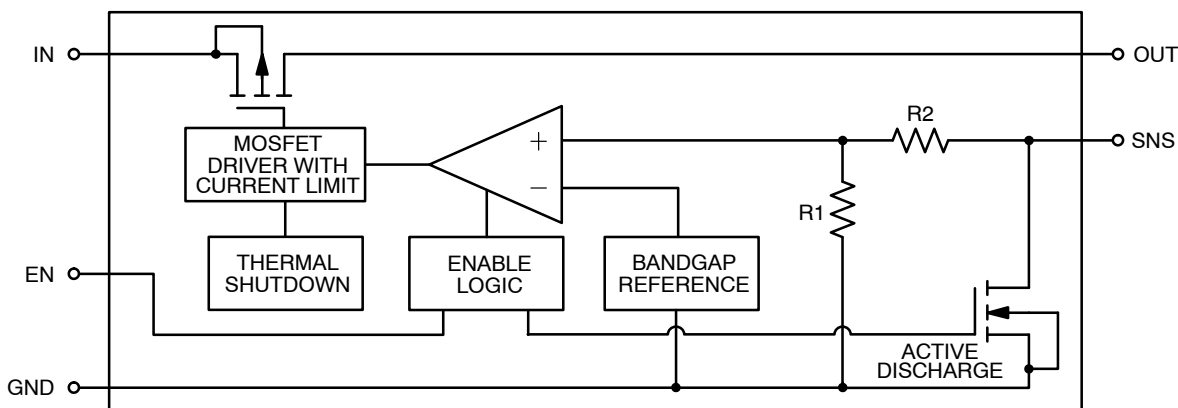 IN
OUT
R2
SNS
MOSFET
DRIVER WITH
CURRENT LIMIT
+
−
R1
THERMAL
SHUTDOWN
ENABLE
LOGIC
BANDGAP
REFERENCE
EN
ACTIVE
DISCHARGE
GND